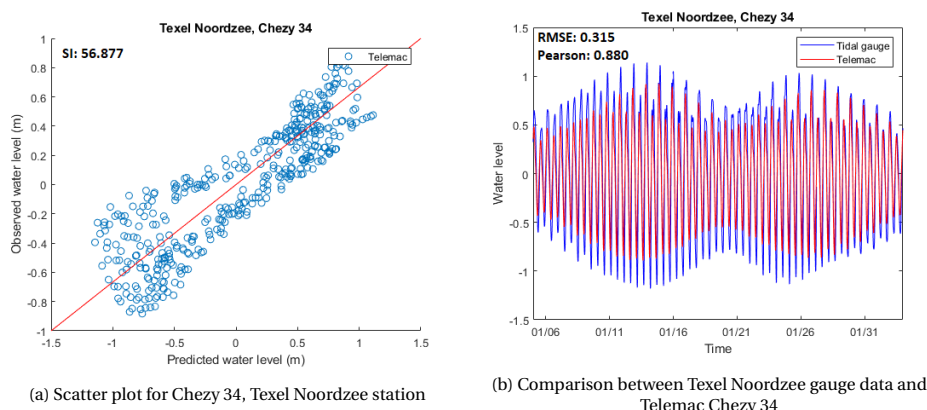 Texel Noordzee, Chezy 34
SI: 56.877
Telemac
1
0.8
0.6
0.4
0.2
0
-0.2
-0.4
-0.6
-0.8
-1
-1.5
-1
-0.5
0
0.5
1
1.5
Observed water level (m)
Predicted water level (m)
(a) Scatter plot for Chezy 34, Texel Noordzee station
Texel Noordzee, Chezy 34
RMSE: 0.315
Pearson: 0.880
Tidal gauge
Telemac
1.5
1
0.5
0
-0.5
-1
-1.5
01/06
01/11
01/16
01/21
01/26
01/31
Water level
Time
(b) Comparison between Texel Noordzee gauge data and
Telemac Chezy 34